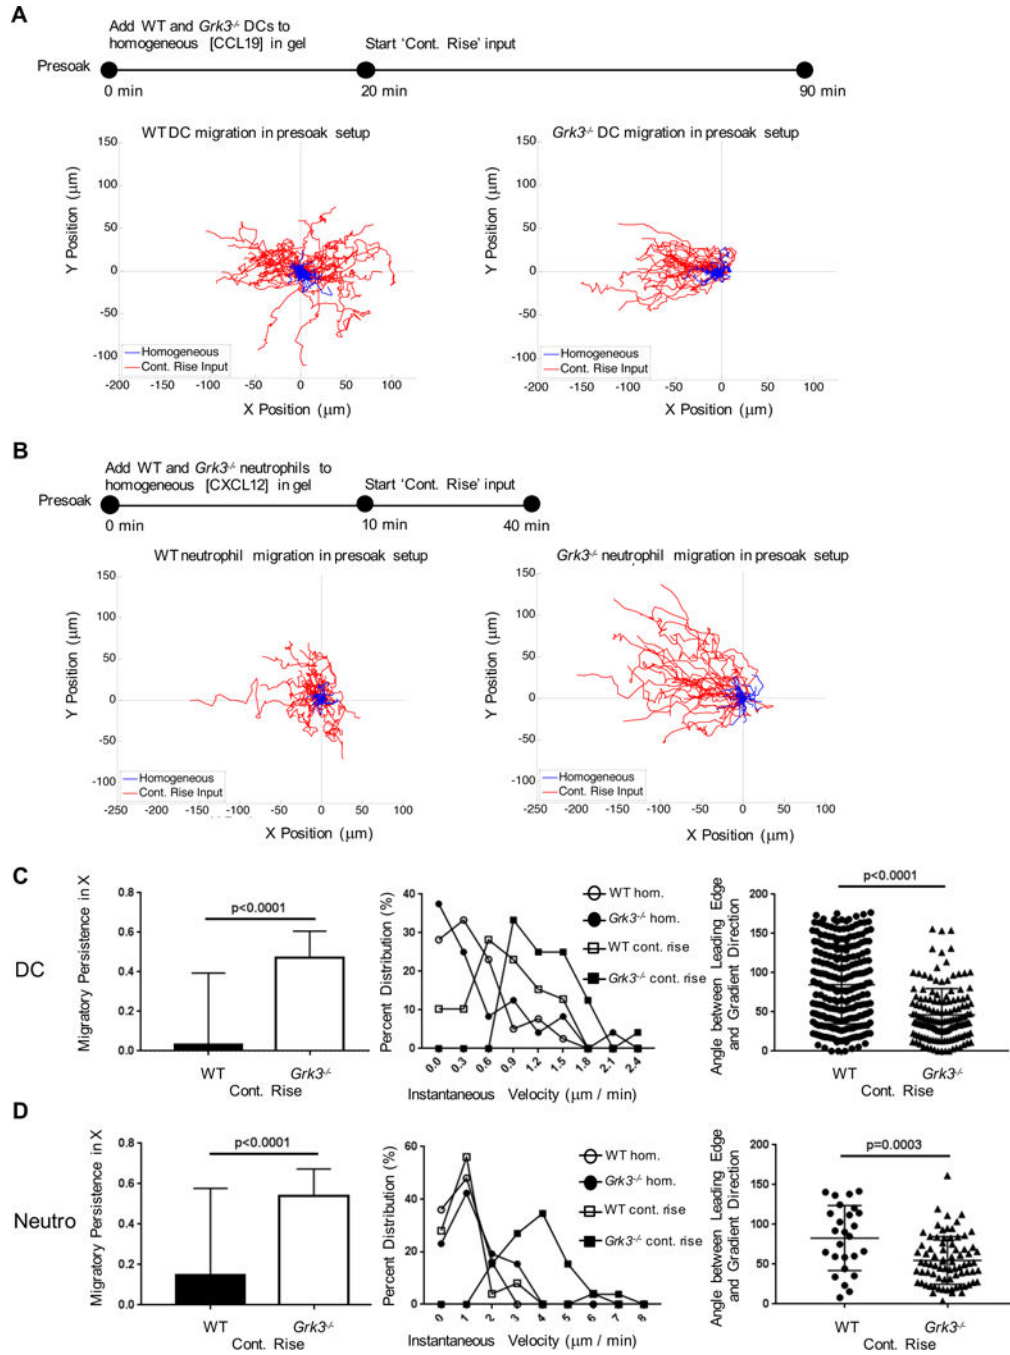 A
Add WT and Grk3-/- DCs to
homogeneous [CCL19] in gel
Start 'Cont. Rise' input
Presoak
0 min
20 min
90 min
WT DC migration in presoak setup
Grk3-/- DC migration in presoak setup
150
100
50
0
-50
-100
Y Position (μm)
Homogeneous
Cont. Rise Input
-200 -150 -100 -50 0 50 100
X Position (μm)
150
100
50
0
-50
-100
Y Position (μm)
Homogeneous
Cont. Rise Input
-200 -150 -100 -50 0 50 100
X Position (μm)
B
Add WT and Grk3-/- neutrophils to
homogeneous [CXCL12] in gel
Start 'Cont. Rise' input
Presoak
0 min
10 min
40 min
WT neutrophil migration in presoak setup
Grk3-/- neutrophil migration in presoak setup
150
100
50
0
-50
-100
Y Position (μm)
Homogeneous
Cont. Rise Input
-250 -200 -150 -100 -50 0 50 100
X Position (μm)
150
100
50
0
-50
-100
Y Position (μm)
Homogeneous
Cont. Rise Input
-250 -200 -150 -100 -50 0 50 100
X Position (μm)
C
DC
Migratory Persistence in X
0.8
0.6
0.4
0.2
0.0
p<0.0001
WT Grk3-/-
Cont. Rise
Percent Distribution (%)
40
30
20
10
0
WT hom.
Grk3-/- hom.
WT cont. rise
Grk3-/- cont. rise
0.0 0.3 0.6 0.9 1.2 1.5 1.8 2.1 2.4
Instantaneous Velocity (μm / min)
Angle between Leading Edge
and Gradient Direction
200
150
100
50
0
p<0.0001
WT Grk3-/-
Cont. Rise
D
Neutro
Migratory Persistence in X
0.8
0.6
0.4
0.2
0.0
p<0.0001
WT Grk3-/-
Cont. Rise
Percent Distribution (%)
60
40
20
0
WT hom.
Grk3-/- hom.
WT cont. rise
Grk3-/- cont. rise
0 1 2 3 4 5 6 7 8
Instantaneous Velocity (μm / min)
Angle between Leading Edge
and Gradient Direction
200
150
100
50
0
p=0.0003
WT Grk3-/-
Cont. Rise